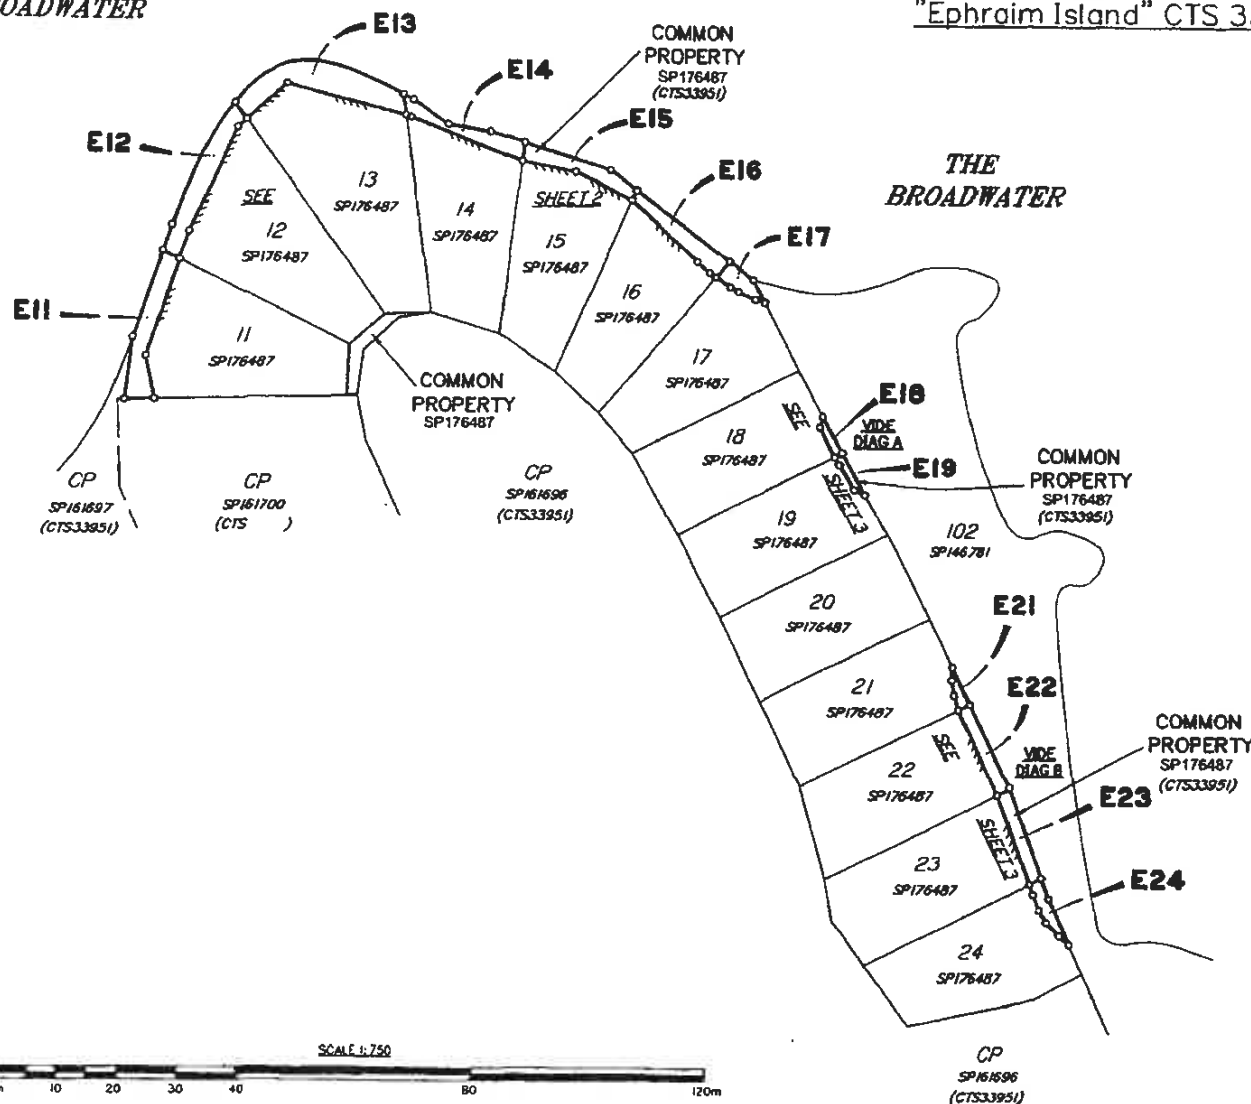 OADWATER
"Ephraim Island" CTS 3
E13
COMMON
PROPERTY
SP176487
(CTS33951)
E14
E15
E12
E16
THE
BROADWATER
SEE
13
SP176487
14
SP176487
SHEET 2
12
SP176487
15
SP176487
E17
E11
16
SP176487
11
SP176487
17
SP176487
COMMON
PROPERTY
SP176487
E18
SEE
VIDE
DIAG A
18
SP176487
E19
COMMON
PROPERTY
SP176487
(CTS33951)
SHEET 3
CP
SP161697
(CTS33951)
CP
SP161700
(CTS )
CP
SP161696
(CTS33951)
19
SP176487
102
SP146781
20
SP176487
E21
21
SP176487
E22
SEE
VIDE
DIAG B
COMMON
PROPERTY
SP176487
(CTS33951)
22
SP176487
E23
SHEET 3
23
SP176487
E24
24
SP176487
SCALE 1:750
10 20 30 40 80 120m
CP
SP161696
(CTS33951)